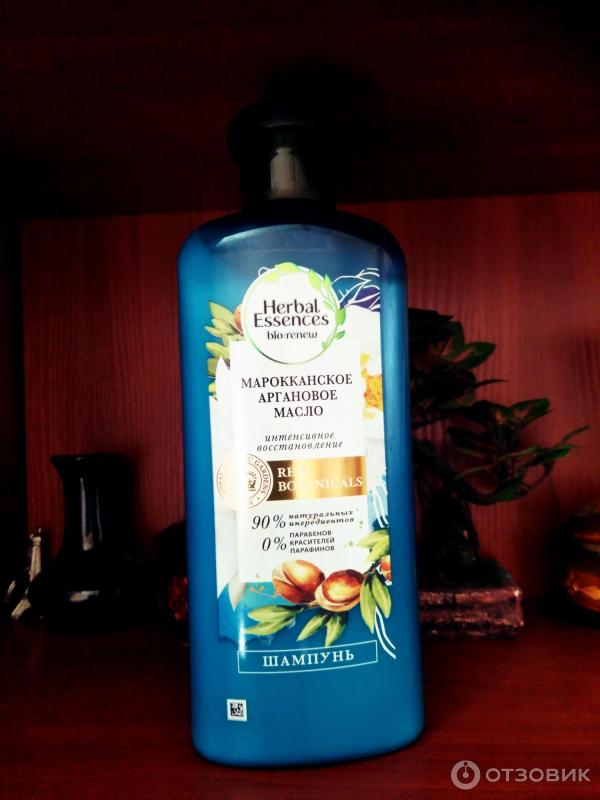 Herbal
Essences
bio:renew
МАРОККАНСКОЕ
АРГАНОВОЕ
МАСЛО
интенсивное
восстановление
BOTANICALS
90% натуральных
ингредиентов
0% ПАРАБЕНОВ
КРАСИТЕЛЕЙ
ПАРАФИНОВ
ШАМПУНЬ
ОТЗОВИК